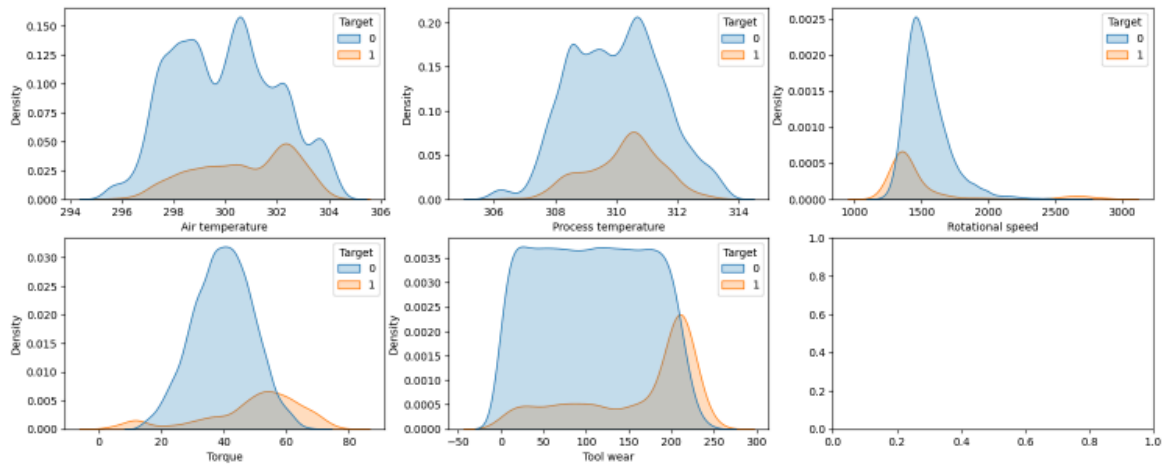 0.150
0.125
0.100
0.075
0.050
0.025
0.000
Density
294 296 298 300 302 304 306
Air temperature
Target
0
1
0.20
0.15
0.10
0.05
0.00
Density
306 308 310 312 314
Process temperature
Target
0
1
0.0025
0.0020
0.0015
0.0010
0.0005
0.0000
Density
1000 1500 2000 2500 3000
Rotational speed
Target
0
1
0.030
0.025
0.020
0.015
0.010
0.005
0.000
Density
0 20 40 60 80
Torque
Target
0
1
0.0035
0.0030
0.0025
0.0020
0.0015
0.0010
0.0005
0.0000
Density
−50 0 50 100 150 200 250 300
Tool wear
Target
0
1
1.0
0.8
0.6
0.4
0.2
0.0
0.0 0.2 0.4 0.6 0.8 1.0